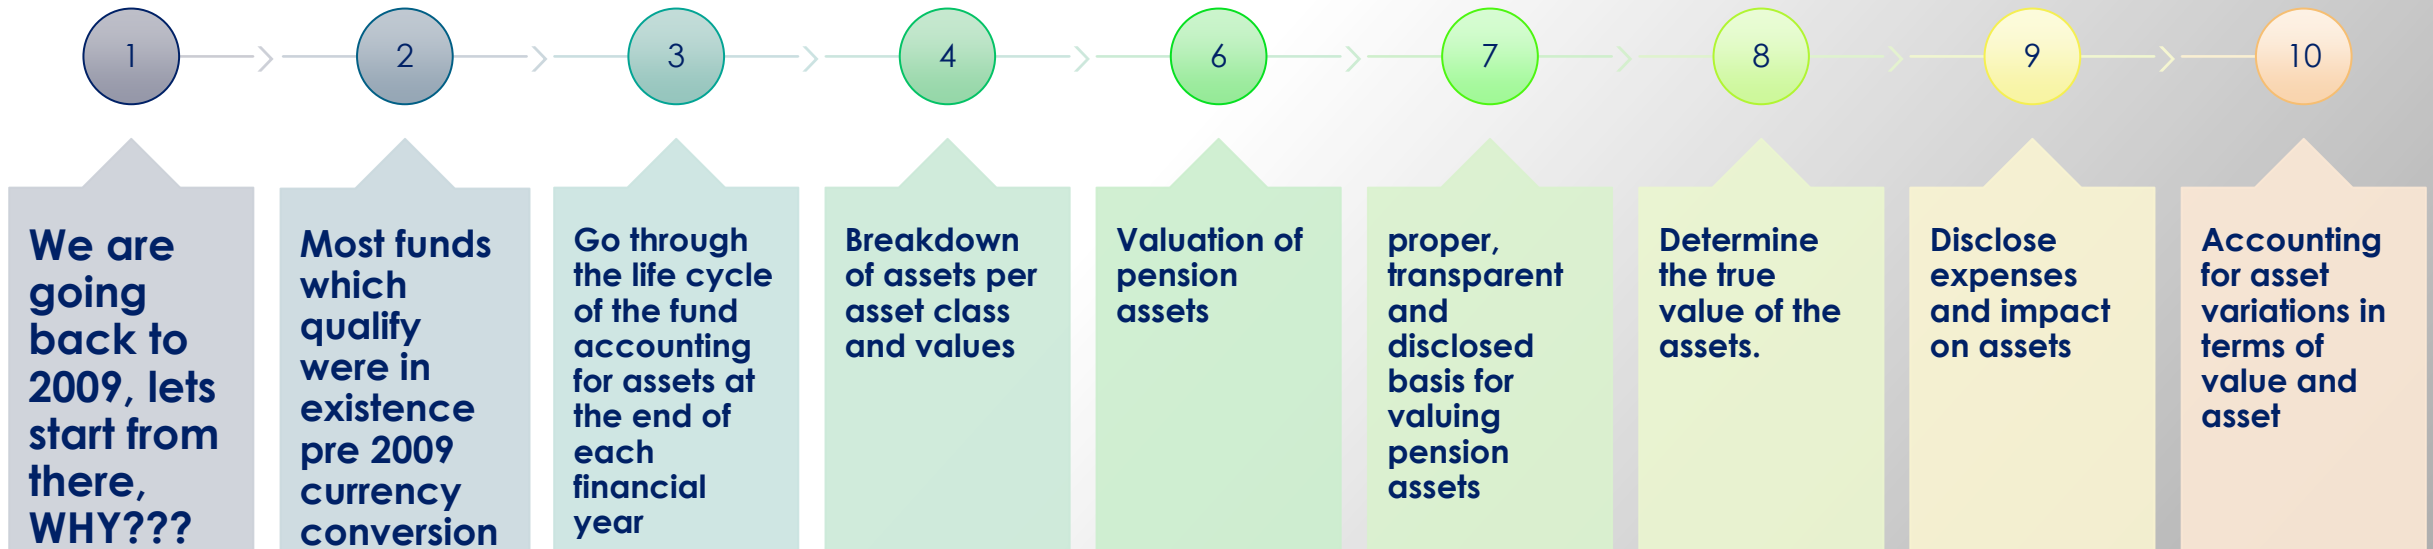 1
We are
going
back to
2009, lets
start from
there,
WHY???
2
Most funds
which
qualify
were in
existence
pre 2009
currency
conversion
3
Go through
the life cycle
of the fund
accounting
for assets at
the end of
each
financial
year
4
Breakdown
of assets per
asset class
and values
6
Valuation of
pension
assets
7
proper,
transparent
and
disclosed
basis for
valuing
pension
assets
8
Determine
the true
value of the
assets.
9
Disclose
expenses
and impact
on assets
10
Accounting
for asset
variations in
terms of
value and
asset